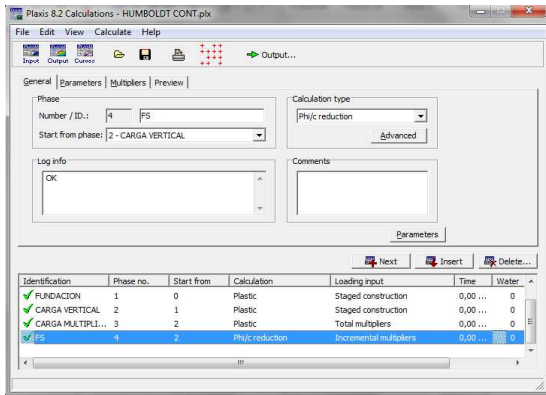 Plaxis 8.2 Calculations - HUMBOLDT CONT.plx
File Edit View Calculate Help
Input Output Curves Output...
General Parameters Multipliers Preview
Phase
Number / ID.: 4 FS
Start from phase: 2 - CARGA VERTICAL
Calculation type
Phi/c reduction
Advanced
Log info
OK
Comments
Parameters
Next Insert Delete...
Identification Phase no. Start from Calculation Loading input Time Water
FUNDACION 1 0 Plastic Staged construction 0,00 ... 0
CARGA VERTICAL 2 1 Plastic Staged construction 0,00 ... 0
CARGA MULTIPLI... 3 2 Plastic Total multipliers 0,00 ... 0
FS 4 2 Phi/c reduction Incremental multipliers 0,00 ... 0